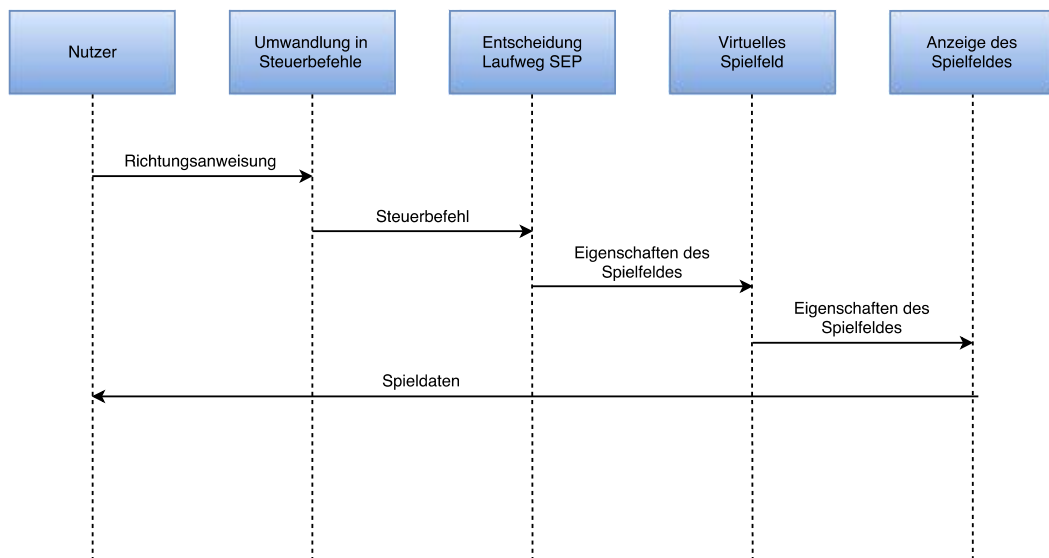 Nutzer
Umwandlung in
Steuerbefehle
Entscheidung
Laufweg SEP
Virtuelles
Spielfeld
Anzeige des
Spielfeldes
Richtungsanweisung
Steuerbefehl
Eigenschaften des
Spielfeldes
Eigenschaften des
Spielfeldes
Spieldaten